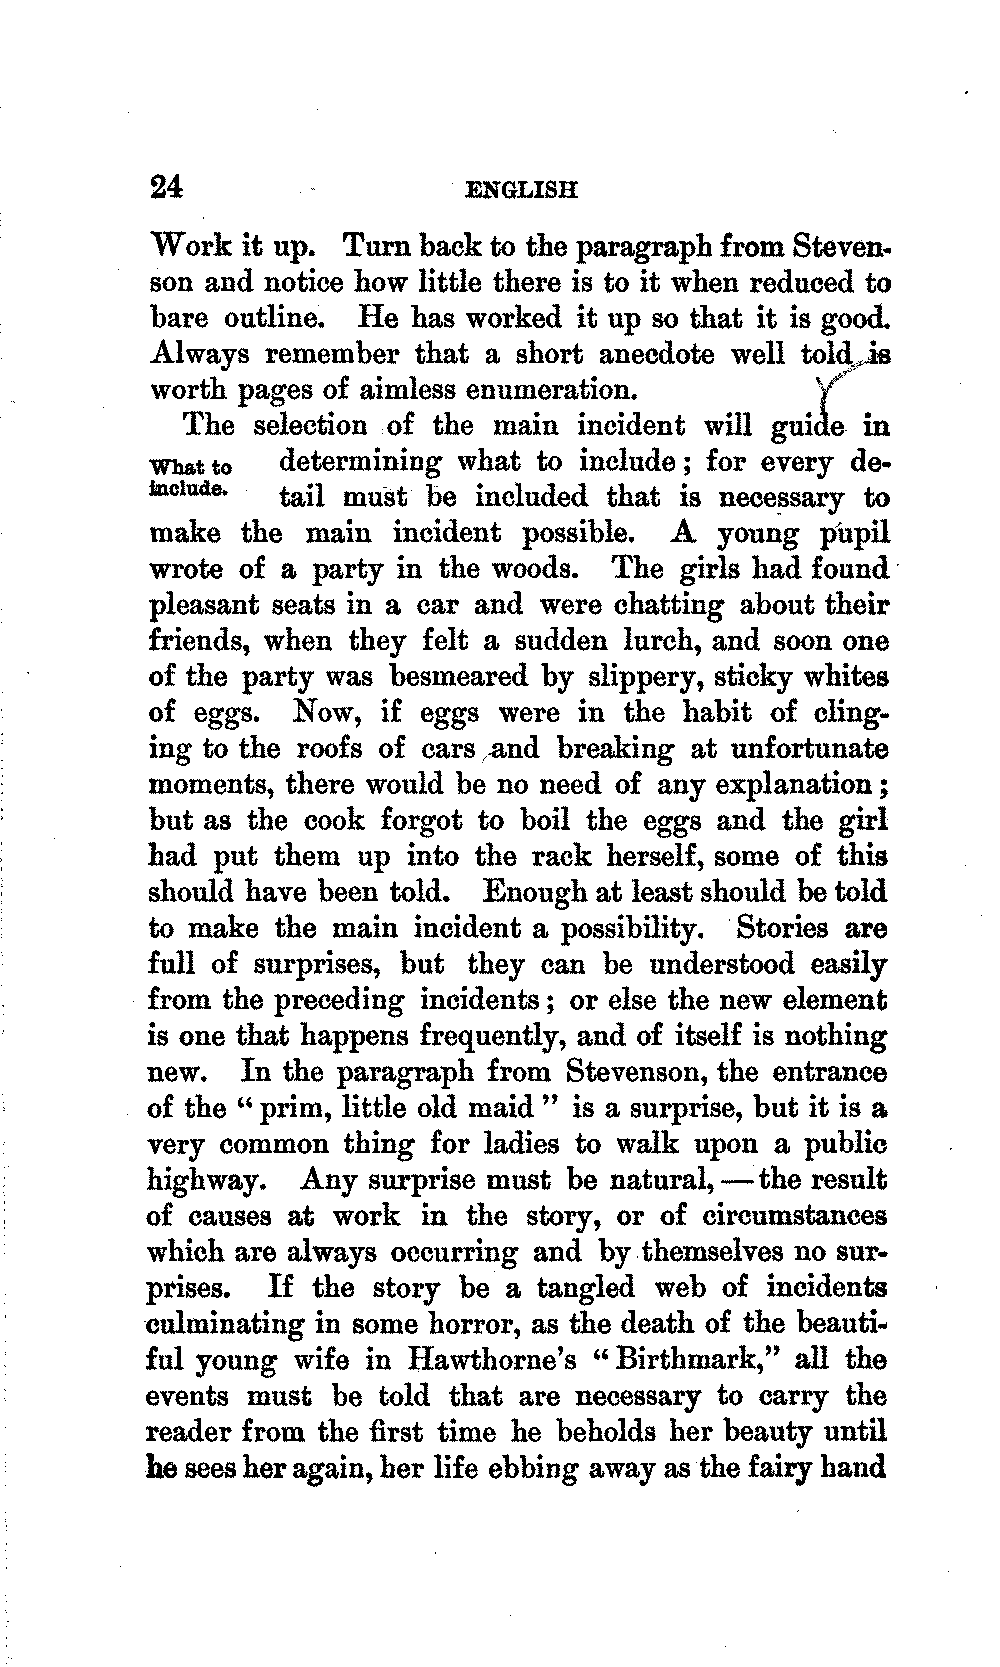 24 ENGLISH
Work it up. Turn back to the paragraph from Steven-
son and notice how little there is to it when reduced to
bare outline. He has worked it up so that it is good.
Always remember that a short anecdote well told is
worth pages of aimless enumeration.
The selection of the main incident will guide in
What to determining what to include; for every de-
include. tail must be included that is necessary to
make the main incident possible. A young pupil
wrote of a party in the woods. The girls had found
pleasant seats in a car and were chatting about their
friends, when they felt a sudden lurch, and soon one
of the party was besmeared by slippery, sticky whites
of eggs. Now, if eggs were in the habit of cling-
ing to the roofs of cars and breaking at unfortunate
moments, there would be no need of any explanation;
but as the cook forgot to boil the eggs and the girl
had put them up into the rack herself, some of this
should have been told. Enough at least should be told
to make the main incident a possibility. Stories are
full of surprises, but they can be understood easily
from the preceding incidents; or else the new element
is one that happens frequently, and of itself is nothing
new. In the paragraph from Stevenson, the entrance
of the "prim, little old maid" is a surprise, but it is a
very common thing for ladies to walk upon a public
highway. Any surprise must be natural,—the result
of causes at work in the story, or of circumstances
which are always occurring and by themselves no sur-
prises. If the story be a tangled web of incidents
culminating in some horror, as the death of the beauti-
ful young wife in Hawthorne's "Birthmark," all the
events must be told that are necessary to carry the
reader from the first time he beholds her beauty until
he sees her again, her life ebbing away as the fairy hand